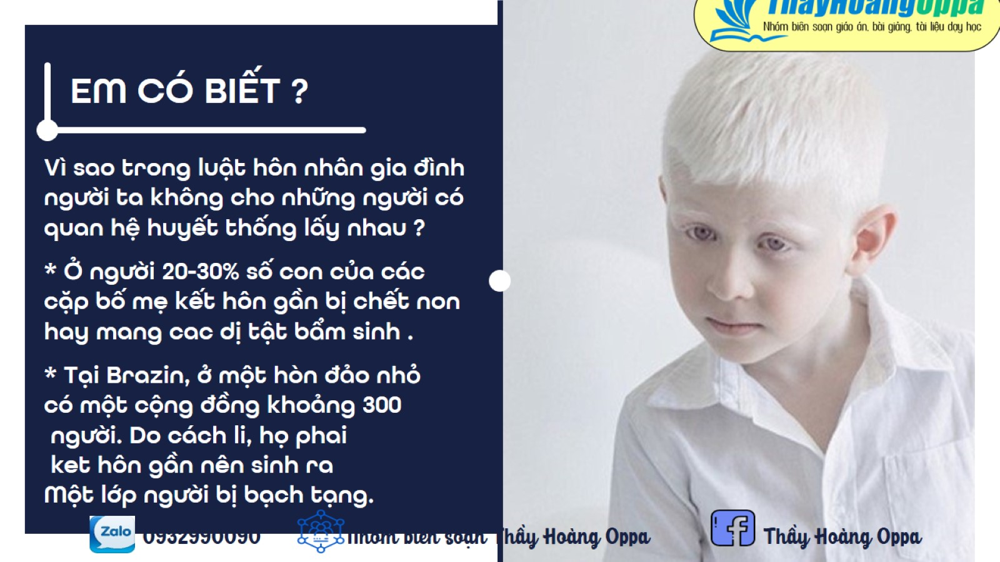 ThầyHoàngOppa
Nhóm biên soạn giáo án, bài giảng, tài liệu dạy học
EM CÓ BIẾT ?
Vì sao trong luật hôn nhân gia đình
người ta không cho những người có
quan hệ huyết thống lấy nhau ?
* Ở người 20-30% số con của các
cặp bố mẹ kết hôn gần bị chết non
hay mang cac dị tật bẩm sinh .
* Tại Brazin, ở một hòn đảo nhỏ
có một cộng đồng khoảng 300
người. Do cách li, họ phai
ket hôn gần nên sinh ra
Một lớp người bị bạch tạng.
Zalo 0932990090 Nhóm biên soạn Thầy Hoàng Oppa f Thầy Hoàng Oppa